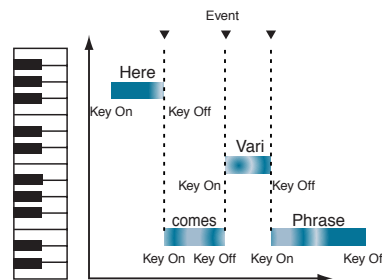 Event
Here
Key On Key Off
Vari
Key On Key Off
comes Phrase
Key On Key Off Key On Key Of